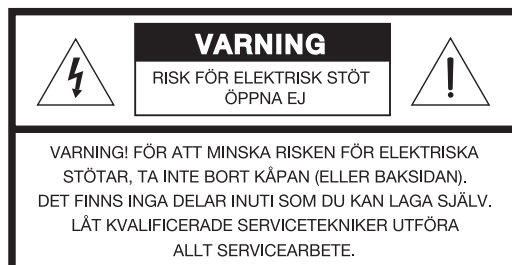 VARNING
RISK FÖR ELEKTRISK STÖT
ÖPPNA EJ
VARNING! FÖR ATT MINSKA RISKEN FÖR ELEKTRISKA
STÖTAR, TA INTE BORT KÅPAN (ELLER BAKSIDAN).
DET FINNS INGA DELAR INUTI SOM DU KAN LAGA SJÄLV.
LÅT KVALIFICERADE SERVICETEKNIKER UTFÖRA
ALLT SERVICEARBETE.